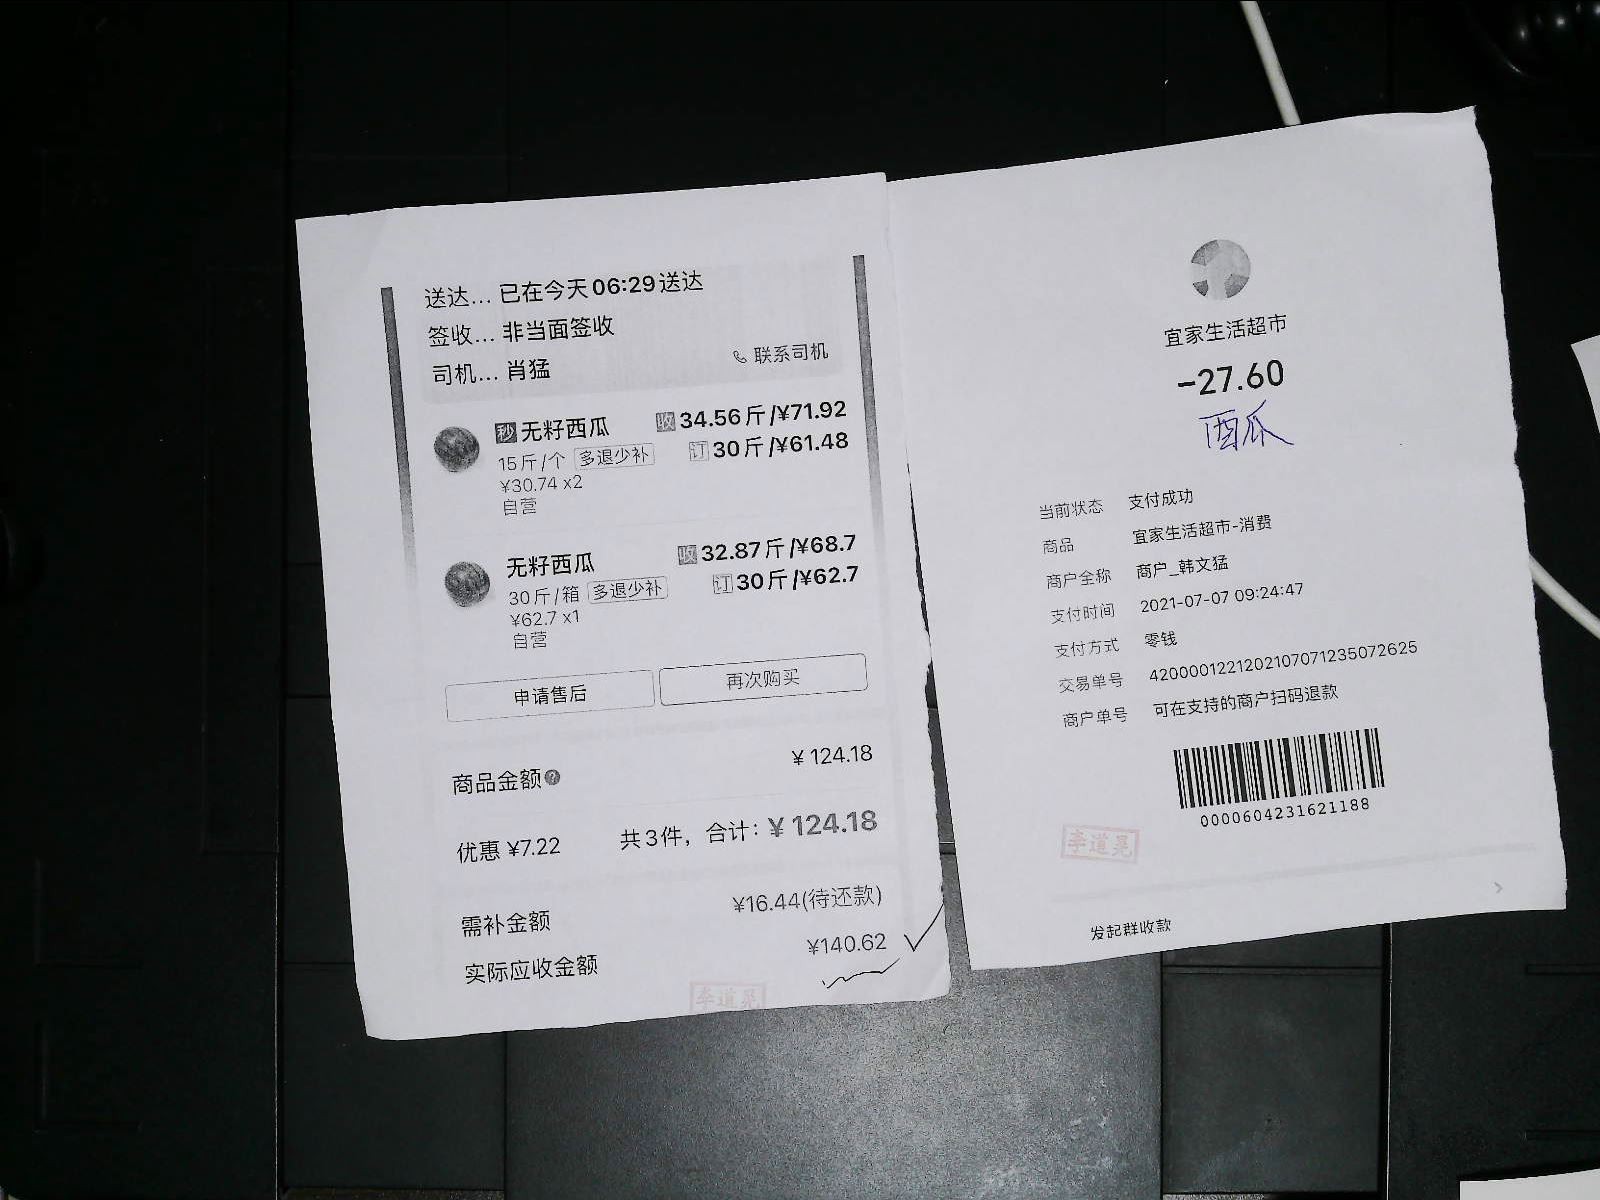 送达... 已在今天06:29送达
签收... 非当面签收
司机... 肖猛
联系司机
秒 无籽西瓜 收 34.56斤/¥71.92
15斤/个 多退少补 订 30斤/¥61.48
¥30.74 x2
自营
无籽西瓜 收 32.87斤/¥68.7
30斤/箱 多退少补 订 30斤/¥62.7
¥62.7 x1
自营
申请售后 再次购买
商品金额 ¥ 124.18
优惠 ¥7.22 共3件，合计：¥ 124.18
需补金额 ¥16.44(待还款)
实际应收金额 ¥140.62
李道晃
宜家生活超市
-27.60
西瓜
当前状态 支付成功
商品 宜家生活超市-消费
商户全称 商户_韩文猛
支付时间 2021-07-07 09:24:47
支付方式 零钱
交易单号 4200001221202107071235072625
商户单号 可在支持的商户扫码退款
0000604231621188
李道晃
发起群收款